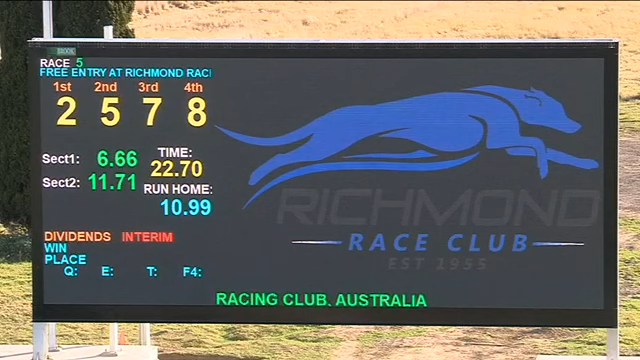 RACE 5
FREE ENTRY AT RICHMOND RAC
1st 2nd 3rd 4th
2 5 7 8
Sect1: 6.66 TIME: 22.70
Sect2: 11.71 RUN HOME: 10.99
DIVIDENDS INTERIM
WIN
PLACE
Q: E: T: F4:
RICHMOND
RACE CLUB
EST 1955
RACING CLUB. AUSTRALIA